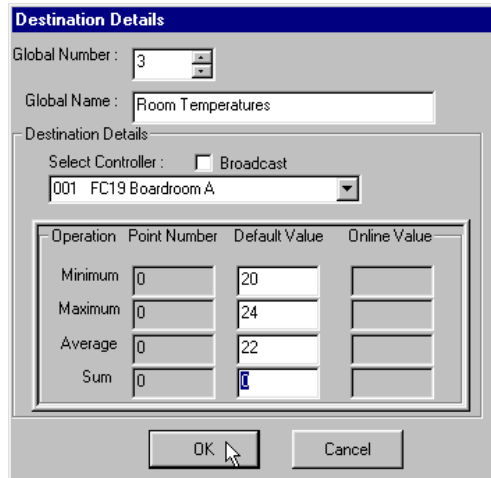 Destination Details
Global Number : 3
Global Name : Room Temperatures
Destination Details
Select Controller : Broadcast
001 FC19 Boardroom A
Operation Point Number Default Value Online Value
Minimum 0 20
Maximum 0 24
Average 0 22
Sum 0 0
OK Cancel